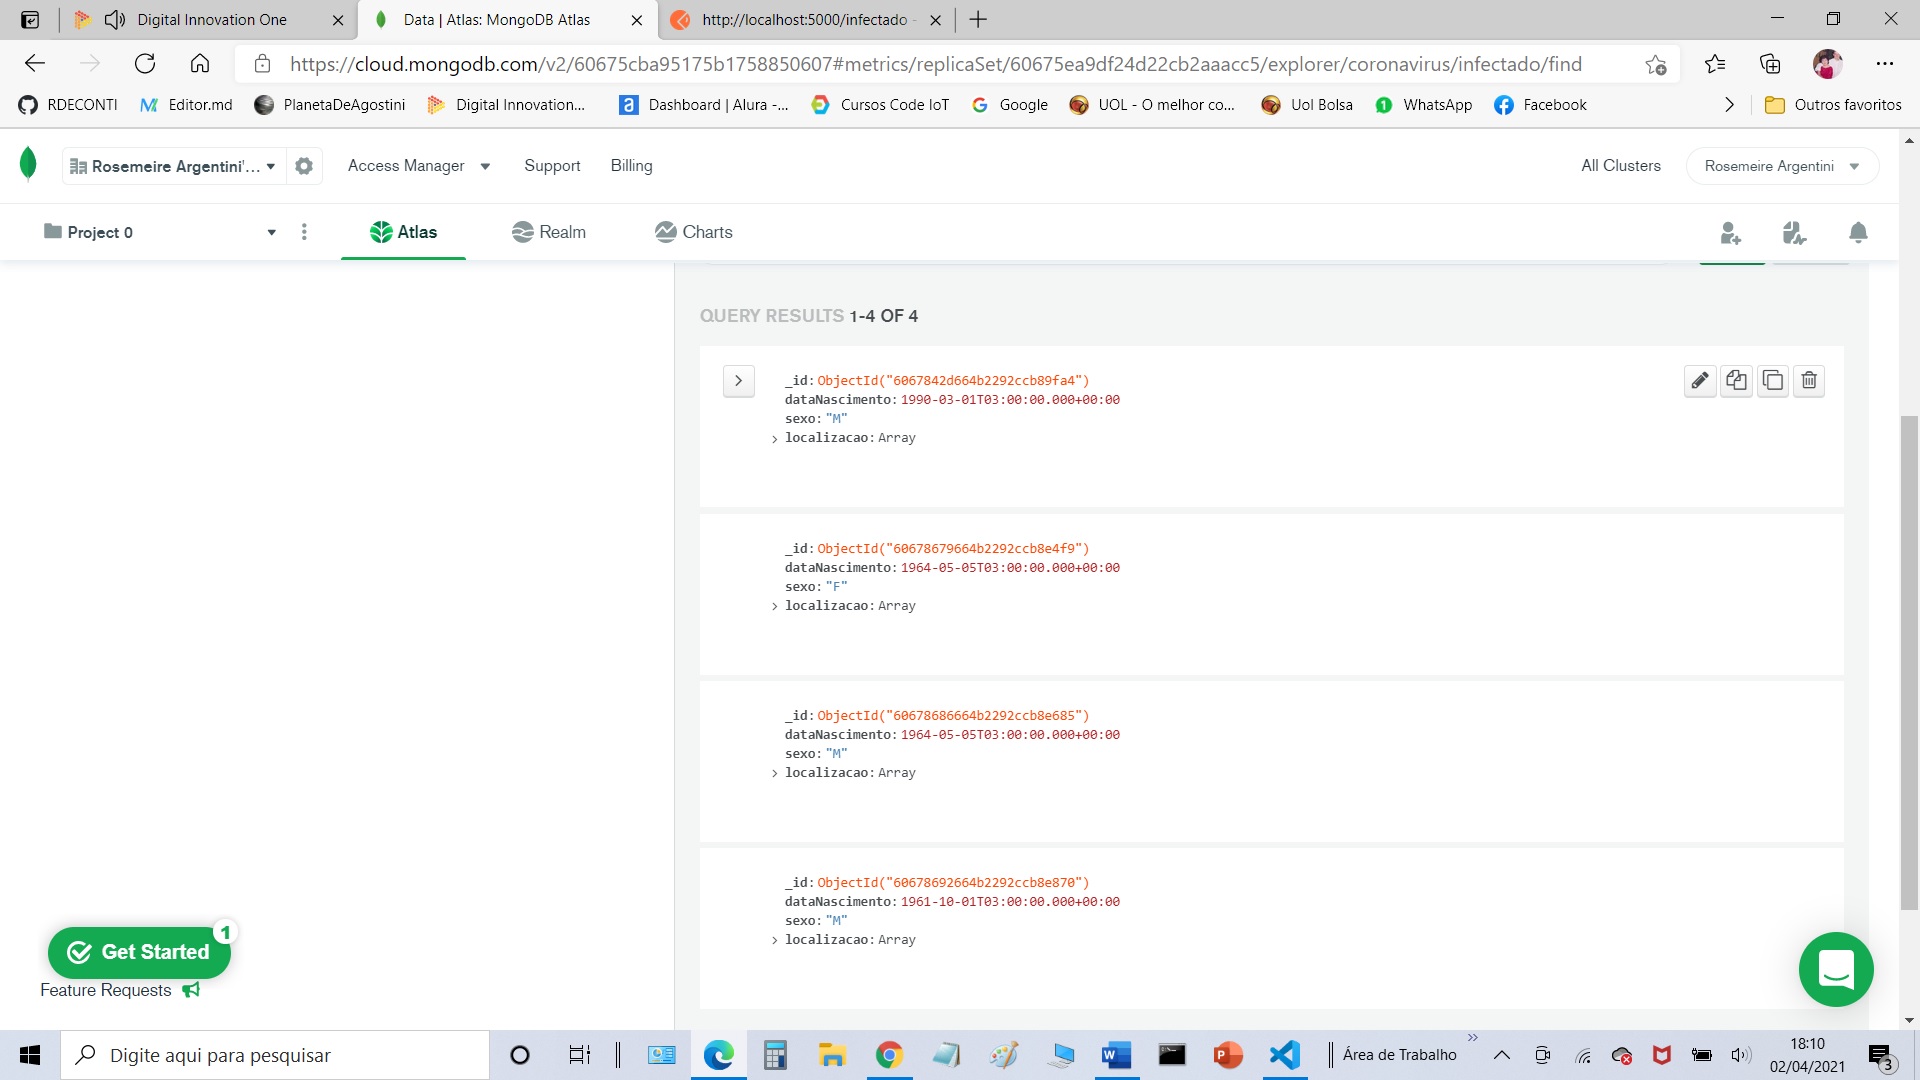 Digital Innovation One
Data | Atlas: MongoDB Atlas
http://localhost:5000/infectado -
https://cloud.mongodb.com/v2/60675cba95175b1758850607#metrics/replicaSet/60675ea9df24d22cb2aaacc5/explorer/coronavirus/infectado/find
RDECONTI Editor.md PlanetaDeAgostini Digital Innovation... Dashboard | Alura -... Cursos Code IoT Google UOL - O melhor co... Uol Bolsa WhatsApp Facebook Outros favoritos
Rosemeire Argentini'... Access Manager Support Billing All Clusters Rosemeire Argentini
Project 0 Atlas Realm Charts
QUERY RESULTS 1-4 OF 4
_id: ObjectId("6067842d664b2292ccb89fa4")
dataNascimento: 1990-03-01T03:00:00.000+00:00
sexo: "M"
localizacao: Array
_id: ObjectId("60678679664b2292ccb8e4f9")
dataNascimento: 1964-05-05T03:00:00.000+00:00
sexo: "F"
localizacao: Array
_id: ObjectId("60678686664b2292ccb8e685")
dataNascimento: 1964-05-05T03:00:00.000+00:00
sexo: "M"
localizacao: Array
_id: ObjectId("60678692664b2292ccb8e870")
dataNascimento: 1961-10-01T03:00:00.000+00:00
sexo: "M"
localizacao: Array
Get Started 1
Feature Requests
Digite aqui para pesquisar
Área de Trabalho
18:10
02/04/2021
3